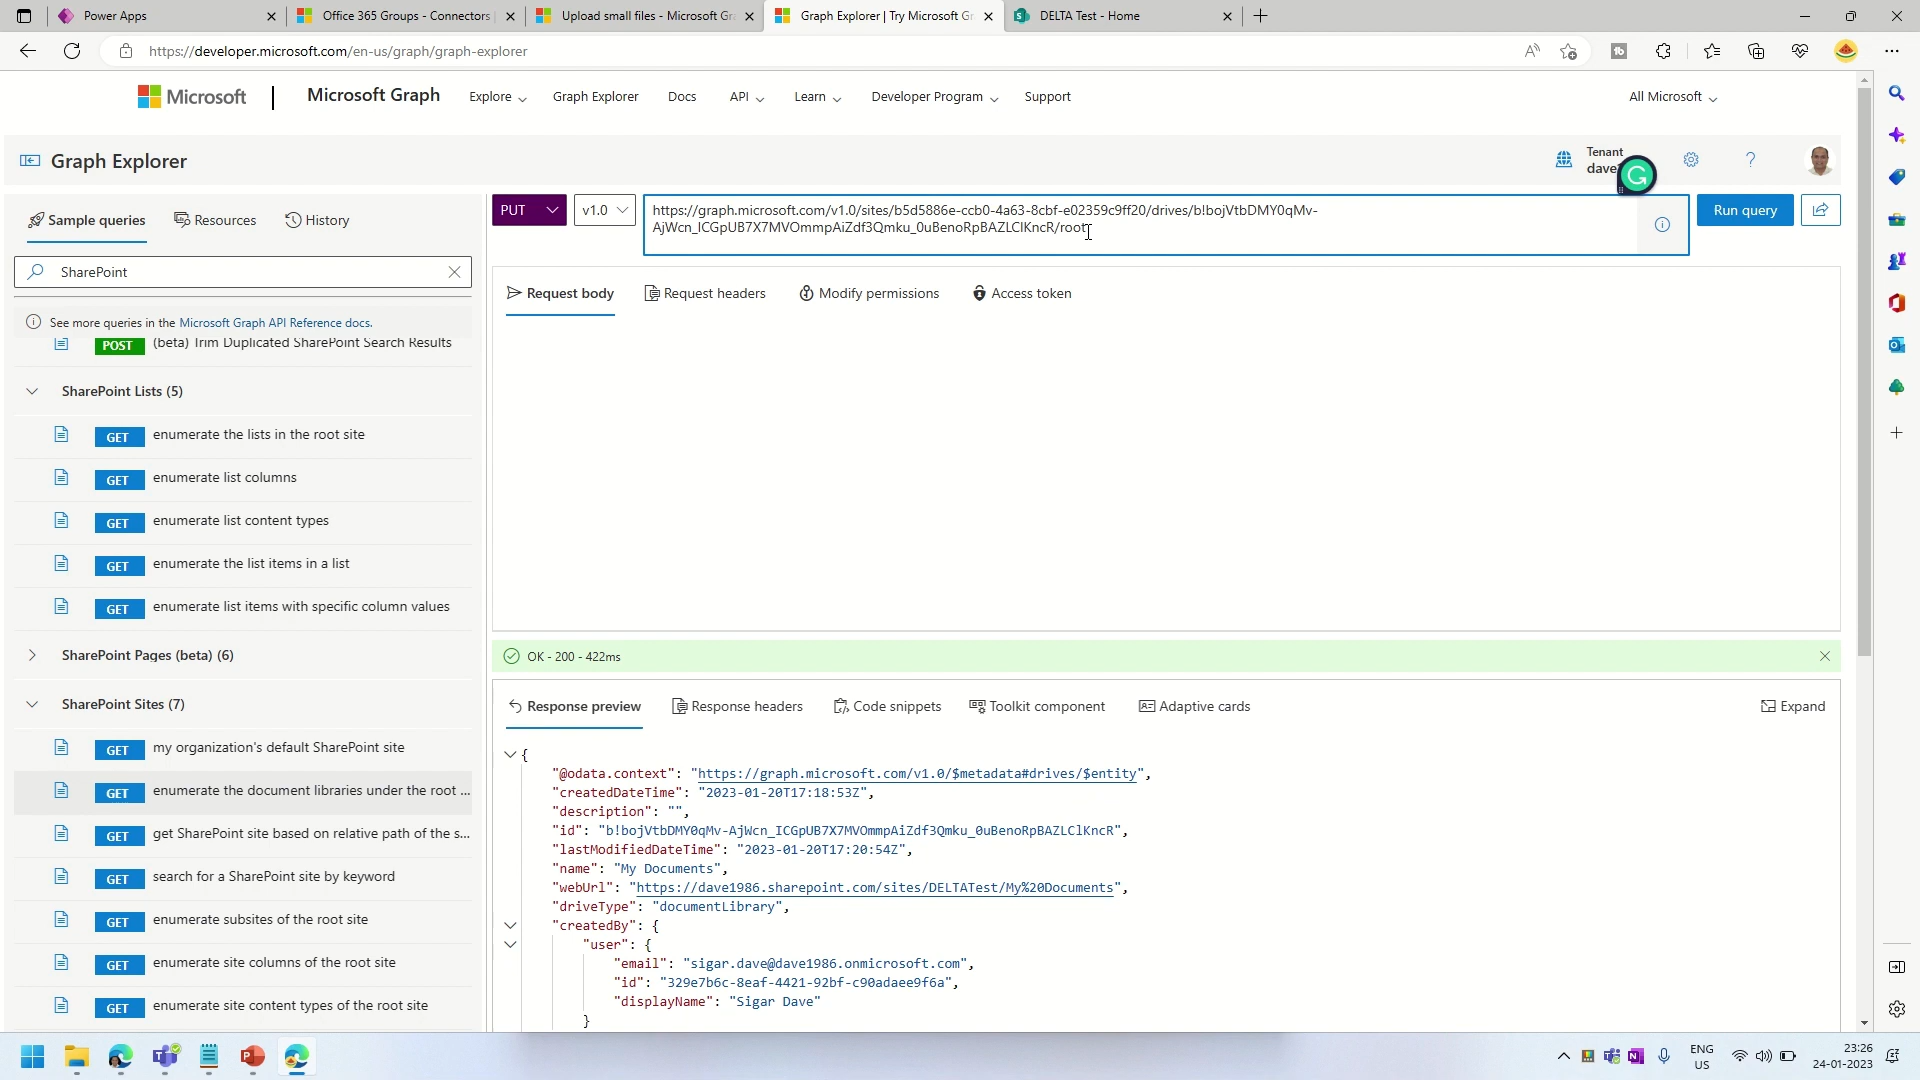 Power Apps
Office 365 Groups - Connectors
Upload small files - Microsoft Gr
Graph Explorer | Try Microsoft Gr
DELTA Test - Home
https://developer.microsoft.com/en-us/graph/graph-explorer
Microsoft
Microsoft Graph
Explore
Graph Explorer
Docs
API
Learn
Developer Program
Support
All Microsoft
Graph Explorer
Tenant
dave
Sample queries
Resources
History
PUT
v1.0
https://graph.microsoft.com/v1.0/sites/b5d5886e-ccb0-4a63-8cbf-e02359c9ff20/drives/b!bojVtbDMY0qMv-
AjWcn_ICGpUB7X7MVOmmpAiZdf3Qmku_0uBenoRpBAZLClKncR/root
Run query
SharePoint
See more queries in the Microsoft Graph API Reference docs.
POST (beta) Trim Duplicated SharePoint Search Results
SharePoint Lists (5)
GET enumerate the lists in the root site
GET enumerate list columns
GET enumerate list content types
GET enumerate the list items in a list
GET enumerate list items with specific column values
SharePoint Pages (beta) (6)
SharePoint Sites (7)
GET my organization's default SharePoint site
GET enumerate the document libraries under the root ...
GET get SharePoint site based on relative path of the s...
GET search for a SharePoint site by keyword
GET enumerate subsites of the root site
GET enumerate site columns of the root site
GET enumerate site content types of the root site
Request body
Request headers
Modify permissions
Access token
OK - 200 - 422ms
Response preview
Response headers
Code snippets
Toolkit component
Adaptive cards
Expand
{
"@odata.context": "https://graph.microsoft.com/v1.0/$metadata#drives/$entity",
"createdDateTime": "2023-01-20T17:18:53Z",
"description": "",
"id": "b!bojVtbDMY0qMv-AjWcn_ICGpUB7X7MVOmmpAiZdf3Qmku_0uBenoRpBAZLClKncR",
"lastModifiedDateTime": "2023-01-20T17:20:54Z",
"name": "My Documents",
"webUrl": "https://dave1986.sharepoint.com/sites/DELTATest/My%20Documents",
"driveType": "documentLibrary",
"createdBy": {
"user": {
"email": "sigar.dave@dave1986.onmicrosoft.com",
"id": "329e7b6c-8eaf-4421-92bf-c90adaee9f6a",
"displayName": "Sigar Dave"
}
ENG
US
23:26
24-01-2023